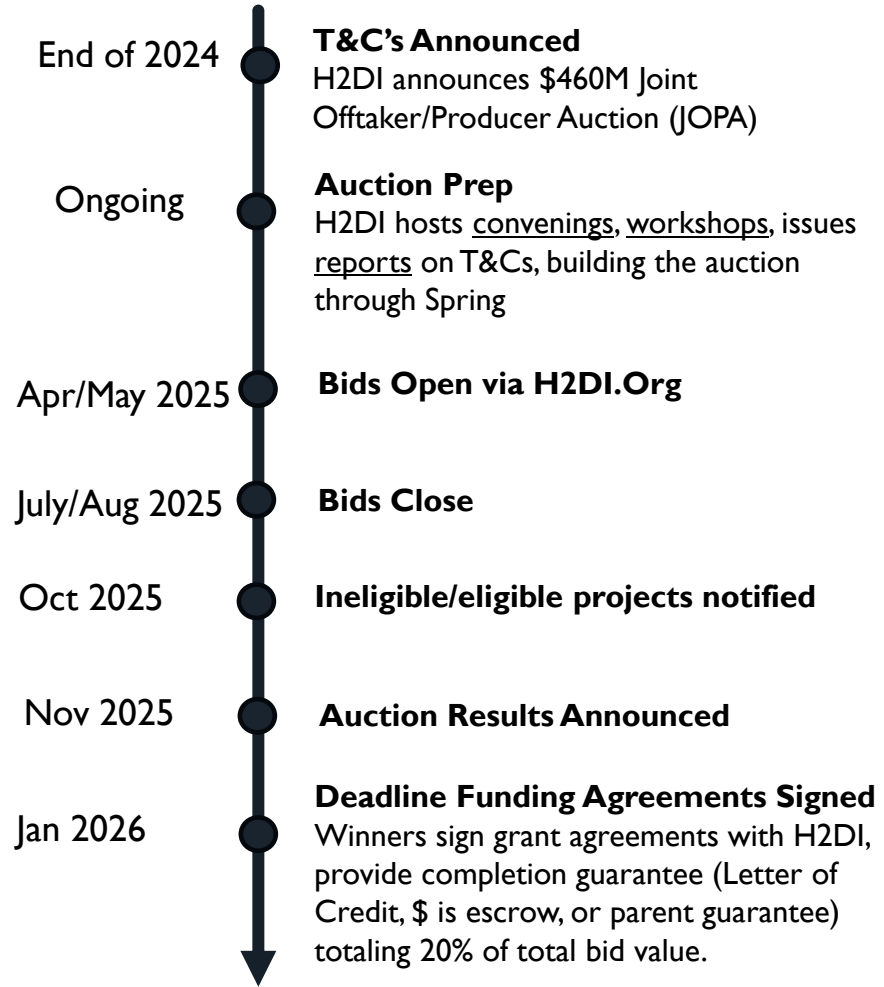 End of 2024
T&C’s Announced
H2DI announces $460M Joint
Offtaker/Producer Auction (JOPA)
Ongoing
Auction Prep
H2DI hosts convenings, workshops, issues
reports on T&Cs, building the auction
through Spring
Apr/May 2025
Bids Open via H2DI.Org
July/Aug 2025
Bids Close
Oct 2025
Ineligible/eligible projects notified
Nov 2025
Auction Results Announced
Jan 2026
Deadline Funding Agreements Signed
Winners sign grant agreements with H2DI,
provide completion guarantee (Letter of
Credit, $ is escrow, or parent guarantee)
totaling 20% of total bid value.